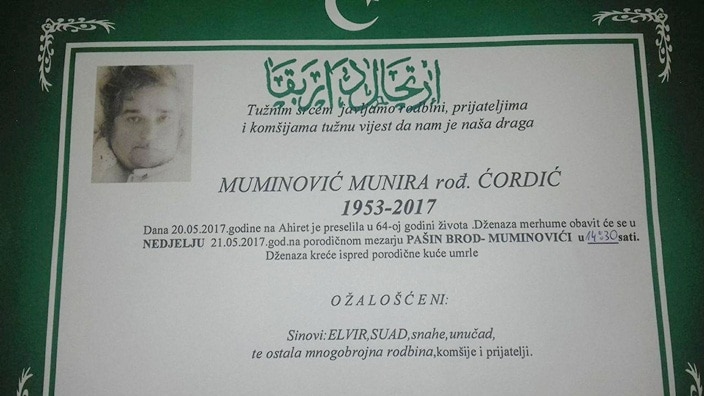 ارتحال دار بقا
Tužnim srcem javljamo rodbini, prijateljima
i komšijama tužnu vijest da nam je naša draga
MUMINOVIĆ MUNIRA rođ. ĆORDIĆ
1953-2017
Dana 20.05.2017.godine na Ahiret je preselila u 64-oj godini života .Dženaza merhume obavit će se u
NEDJELJU 21.05.2017.god.na porodičnom mezarju PAŠIN BROD- MUMINOVIĆI u 14:30 sati.
Dženaza kreće ispred porodične kuće umrle
OŽALOŠĆENI:
Sinovi:ELVIR,SUAD,snahe,unučad,
te ostala mnogobrojna rodbina,komšije i prijatelji.